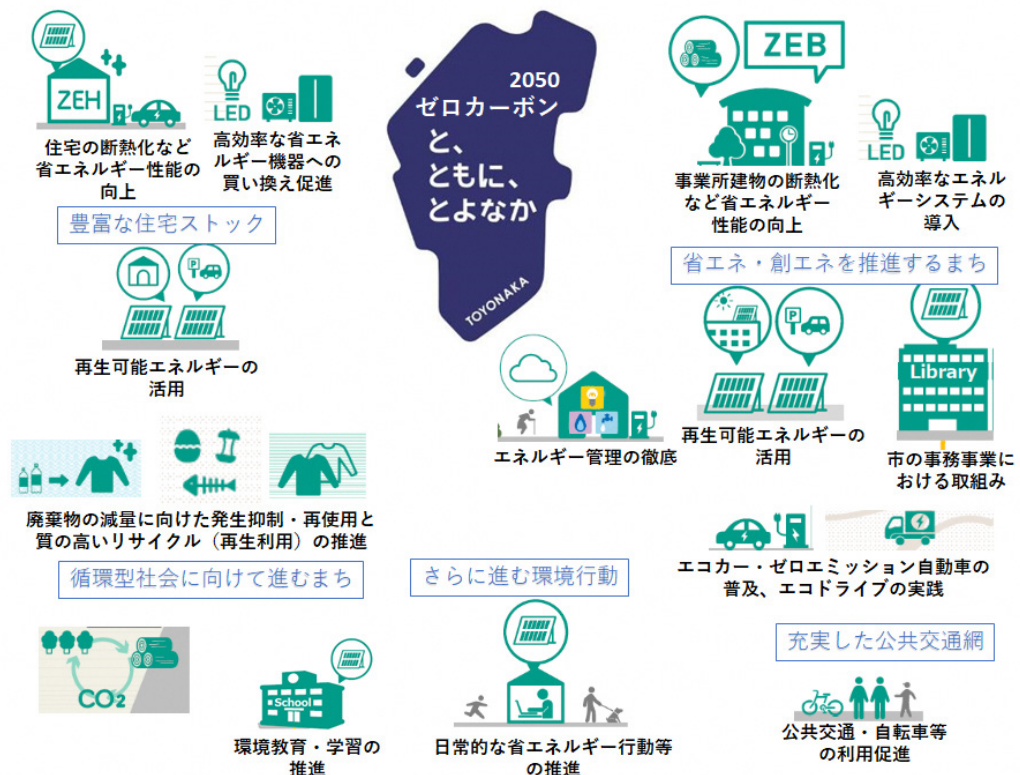 ZEH
LED
住宅の断熱化など
省エネルギー性能の
向上
高効率な省エネ
ルギー機器への
買い換え促進
豊富な住宅ストック
P
再生可能エネルギーの
活用
2050
ゼロカーボン
と、
ともに、
とよなか
TOYONAKA
ZEB
LED
事業所建物の断熱化
など省エネルギー
性能の向上
高効率なエネル
ギーシステムの
導入
省エネ・創エネを推進するまち
P
Library
再生可能エネルギーの
活用
市の事務事業に
おける取組み
エネルギー管理の徹底
廃棄物の減量に向けた発生抑制・再使用と
質の高いリサイクル（再生利用）の推進
循環型社会に向けて進むまち
さらに進む環境行動
エコカー・ゼロエミッション自動車の
普及、エコドライブの実践
充実した公共交通網
CO2
School
環境教育・学習の
推進
日常的な省エネルギー行動等
の推進
公共交通・自転車等
の利用促進